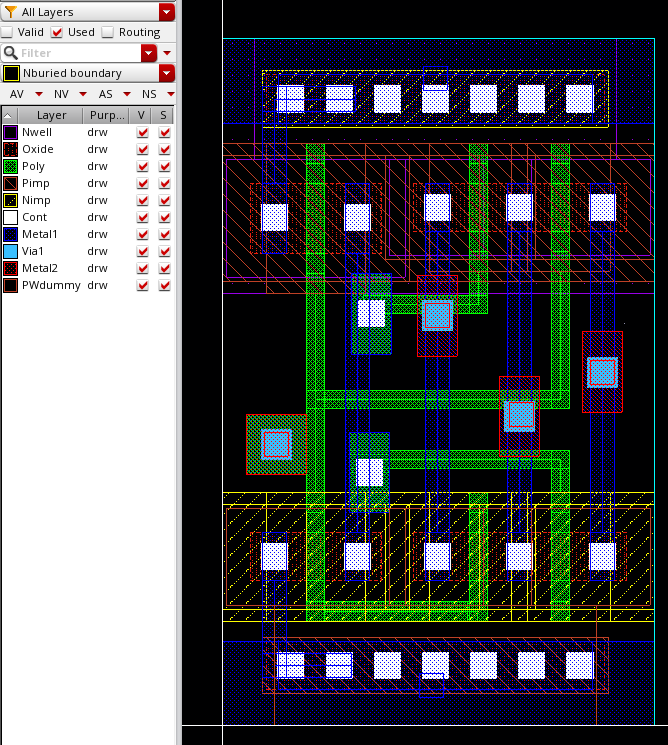 All Layers
Valid Used Routing
Filter
Nburied boundary
AV NV AS NS
Layer Purp... V S
Nwell drw
Oxide drw
Poly drw
Pimp drw
Nimp drw
Cont drw
Metal1 drw
Via1 drw
Metal2 drw
PWdummy drw